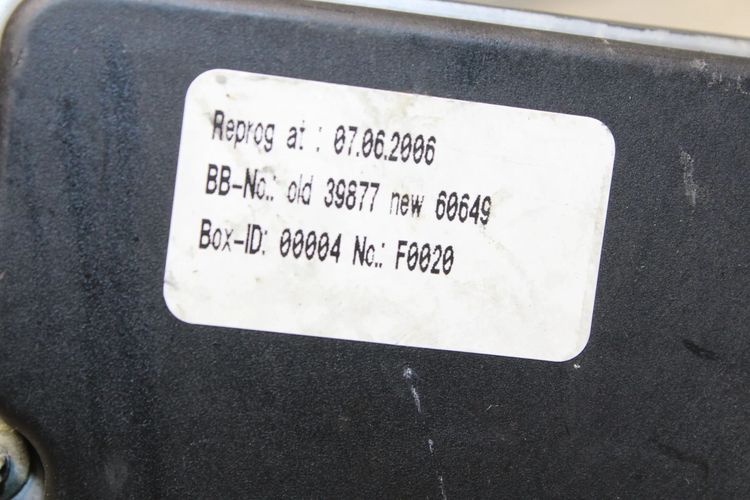 Reprog at : 07.06.2006
BB-No.: old 39877 new 60649
Box-ID: 00004 No.: F0020